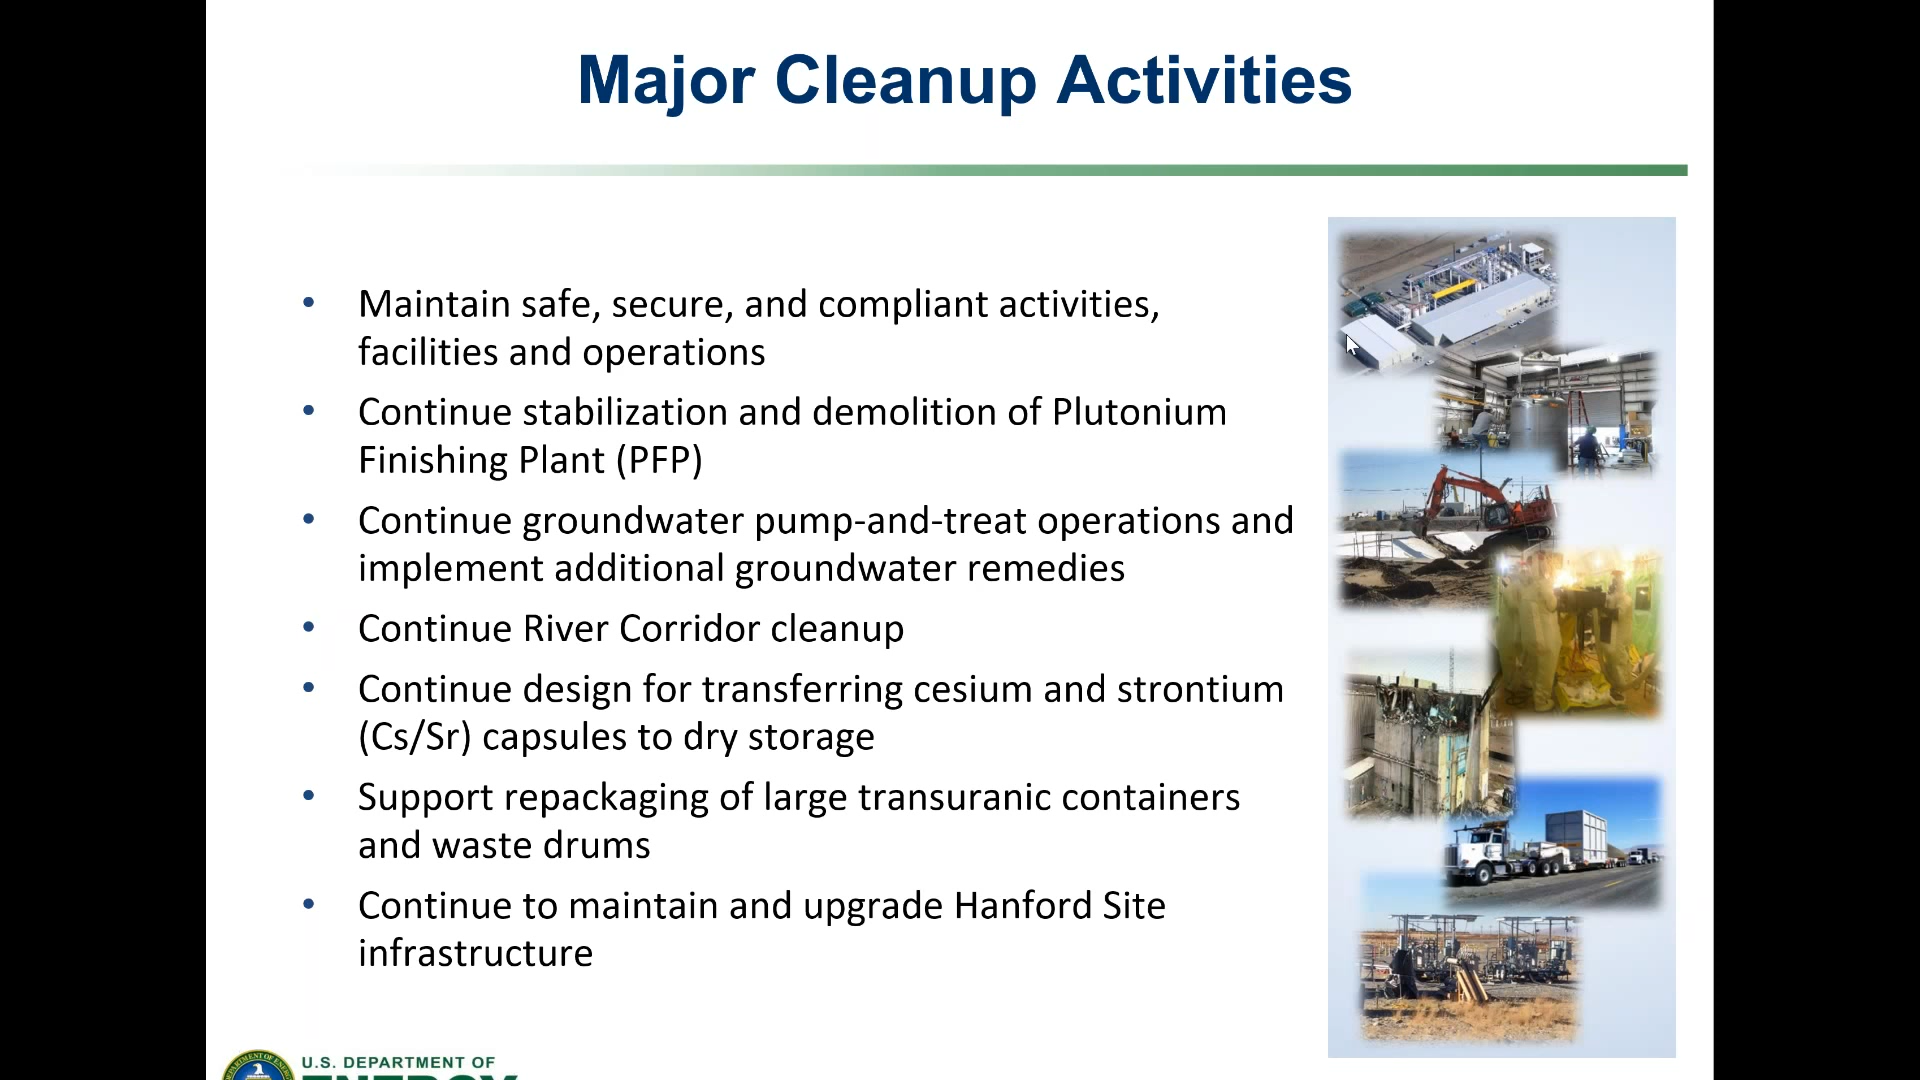 Major Cleanup Activities
• Maintain safe, secure, and compliant activities,
facilities and operations
• Continue stabilization and demolition of Plutonium
Finishing Plant (PFP)
• Continue groundwater pump-and-treat operations and
implement additional groundwater remedies
• Continue River Corridor cleanup
• Continue design for transferring cesium and strontium
(Cs/Sr) capsules to dry storage
• Support repackaging of large transuranic containers
and waste drums
• Continue to maintain and upgrade Hanford Site
infrastructure
U.S. DEPARTMENT OF
ENERGY